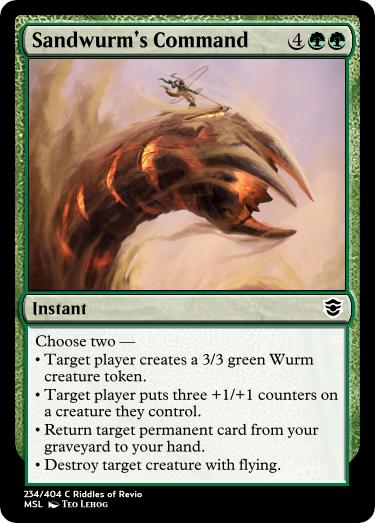 Sandwurm's Command 4
Instant
Choose two —
• Target player creates a 3/3 green Wurm
creature token.
• Target player puts three +1/+1 counters on
a creature they control.
• Return target permanent card from your
graveyard to your hand.
• Destroy target creature with flying.
234/404 C Riddles of Revio
MSL Teo Lehog